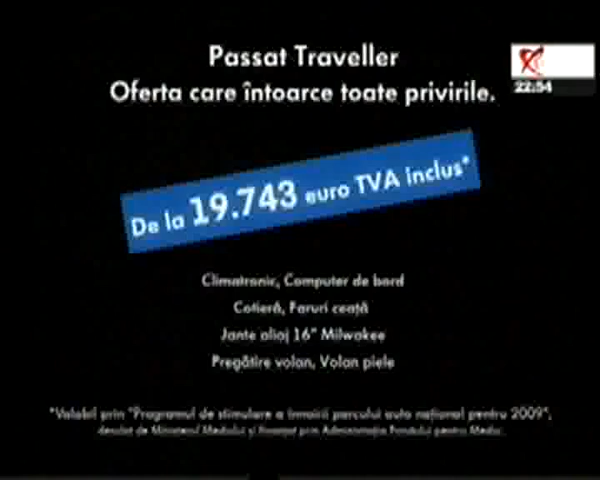 Passat Traveller
Oferta care întoarce toate privirile.
22:54
De la 19.743 euro TVA inclus*
Climatronic, Computer de bord
Cotieră, Faruri ceață
Jante aliaj 16" Milwakee
Pregătire volan, Volan piele
*Valabil prin "Programul de stimulare a înnoirii parcului auto național pentru 2009",
derulat de Ministerul Mediului și finanțat prin Administrația Fondului pentru Mediu.